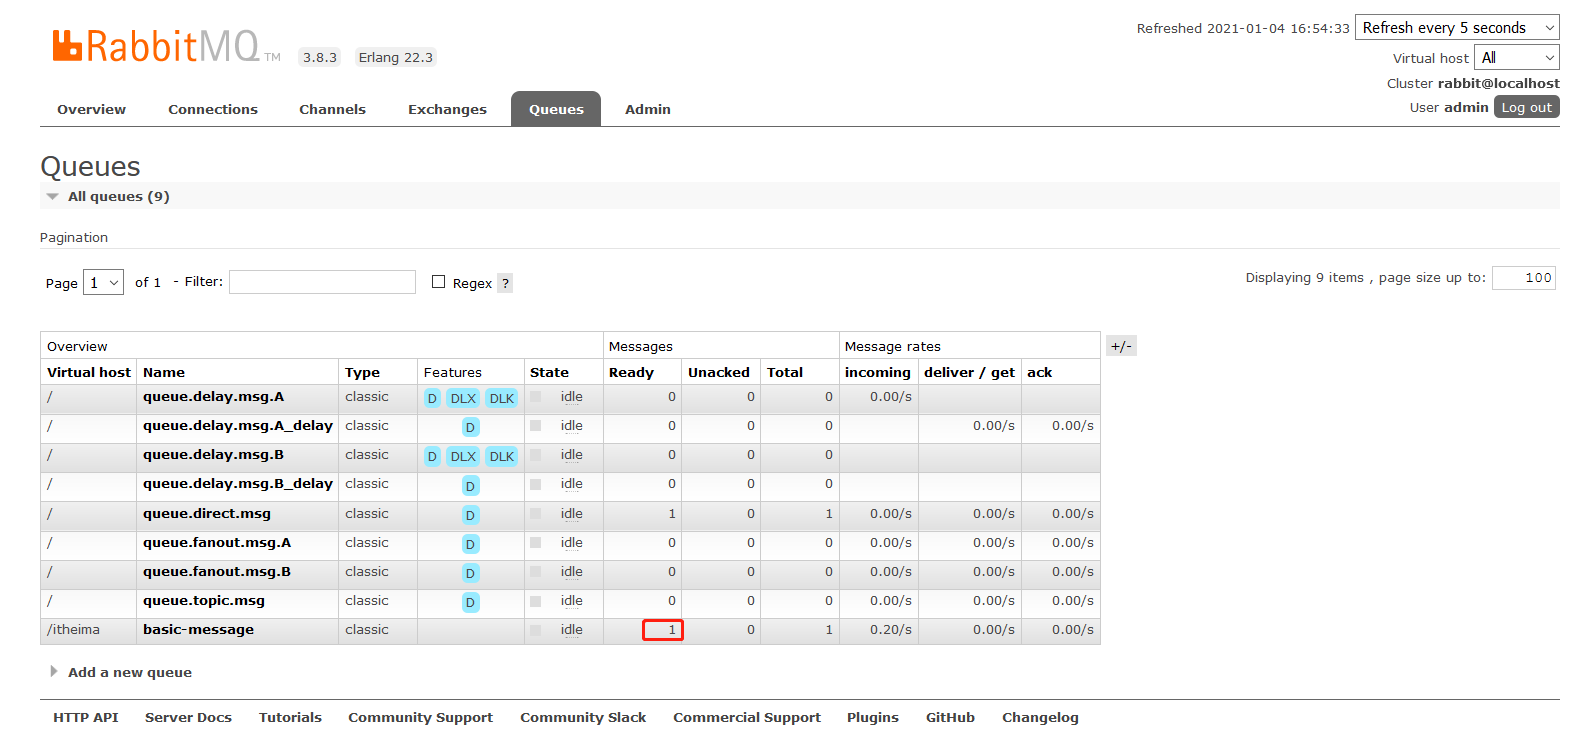 RabbitMQ TM 3.8.3 Erlang 22.3
Refreshed 2021-01-04 16:54:33 Refresh every 5 seconds
Virtual host All
Cluster rabbit@localhost
User admin Log out
Overview Connections Channels Exchanges Queues Admin
Queues
All queues (9)
Pagination
Page 1 of 1 - Filter: Regex ? Displaying 9 items , page size up to: 100
Overview Messages Message rates +/-
Virtual host Name Type Features State Ready Unacked Total incoming deliver / get ack
/ queue.delay.msg.A classic D DLX DLK idle 0 0 0 0.00/s
/ queue.delay.msg.A_delay classic D idle 0 0 0 0.00/s 0.00/s
/ queue.delay.msg.B classic D DLX DLK idle 0 0 0
/ queue.delay.msg.B_delay classic D idle 0 0 0
/ queue.direct.msg classic D idle 1 0 1 0.00/s 0.00/s 0.00/s
/ queue.fanout.msg.A classic D idle 0 0 0 0.00/s 0.00/s 0.00/s
/ queue.fanout.msg.B classic D idle 0 0 0 0.00/s 0.00/s 0.00/s
/ queue.topic.msg classic D idle 0 0 0 0.00/s 0.00/s 0.00/s
/itheima basic-message classic idle 1 0 1 0.20/s 0.00/s 0.00/s
Add a new queue
HTTP API Server Docs Tutorials Community Support Community Slack Commercial Support Plugins GitHub Changelog